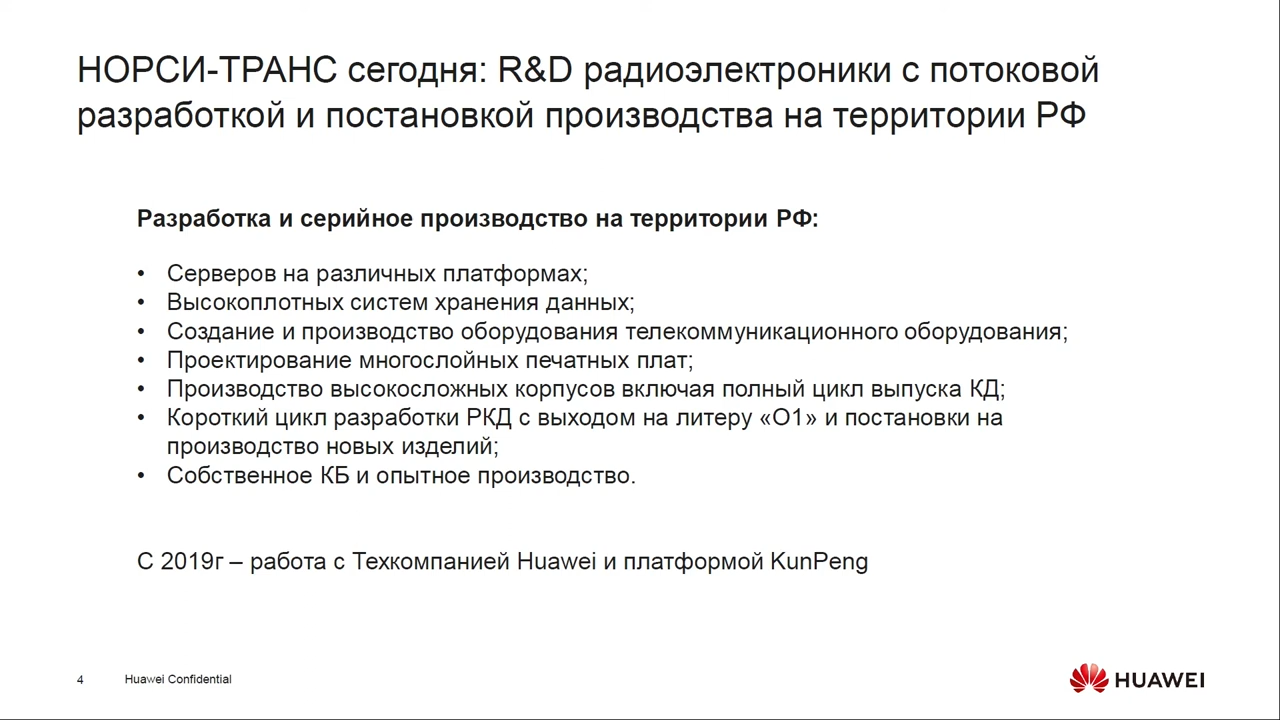 НОРСИ-ТРАНС сегодня: R&D радиоэлектроники с потоковой
разработкой и постановкой производства на территории РФ
Разработка и серийное производство на территории РФ:
• Серверов на различных платформах;
• Высокоплотных систем хранения данных;
• Создание и производство оборудования телекоммуникационного оборудования;
• Проектирование многослойных печатных плат;
• Производство высокосложных корпусов включая полный цикл выпуска КД;
• Короткий цикл разработки РКД с выходом на литеру «О1» и постановки на
производство новых изделий;
• Собственное КБ и опытное производство.
С 2019г – работа с Техкомпанией Huawei и платформой KunPeng
4 Huawei Confidential
HUAWEI